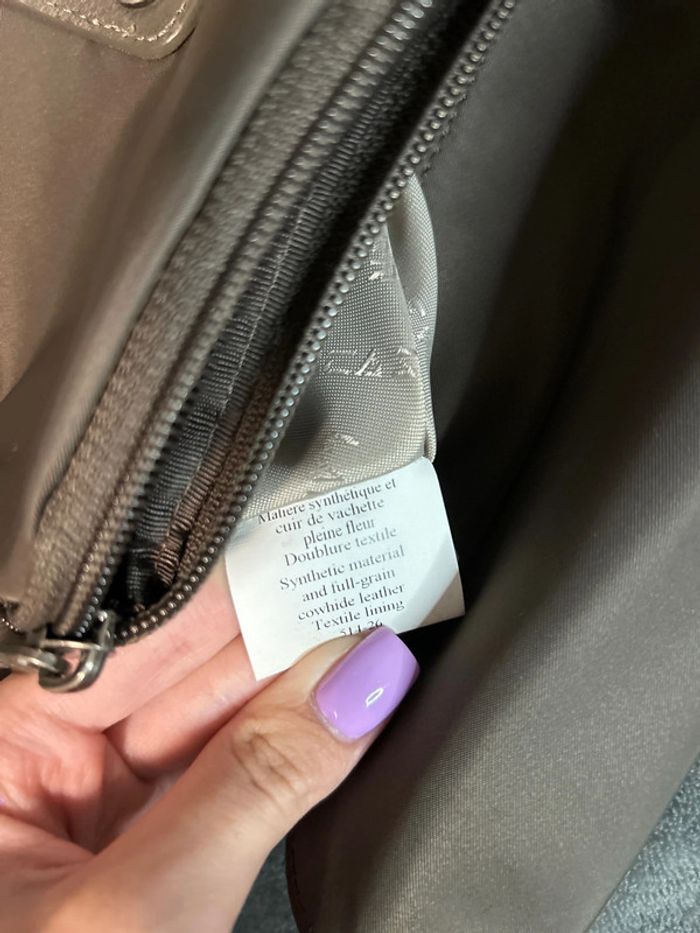 Matière synthétique et
cuir de vachette
pleine fleur
Doublure textile
Synthetic material
and full-grain
cowhide leather
Textile lining